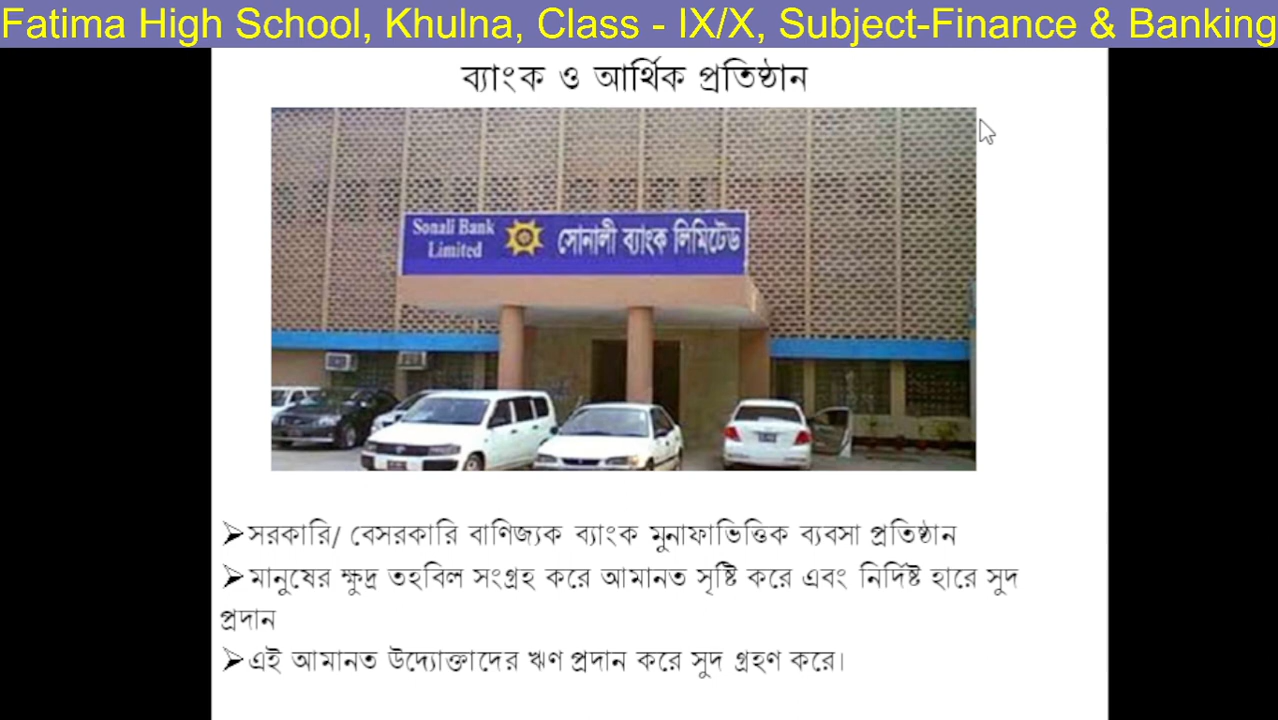 Fatima High School, Khulna, Class - IX/X, Subject-Finance & Banking
ব্যাংক ও আর্থিক প্রতিষ্ঠান
Sonali Bank
Limited
সোনালী ব্যাংক লিমিটেড
➢সরকারি/ বেসরকারি বাণিজ্যক ব্যাংক মুনাফাভিত্তিক ব্যবসা প্রতিষ্ঠান
➢মানুষের ক্ষুদ্র তহবিল সংগ্রহ করে আমানত সৃষ্টি করে এবং নির্দিষ্ট হারে সুদ
প্রদান
➢এই আমানত উদ্যোক্তাদের ঋণ প্রদান করে সুদ গ্রহণ করে।